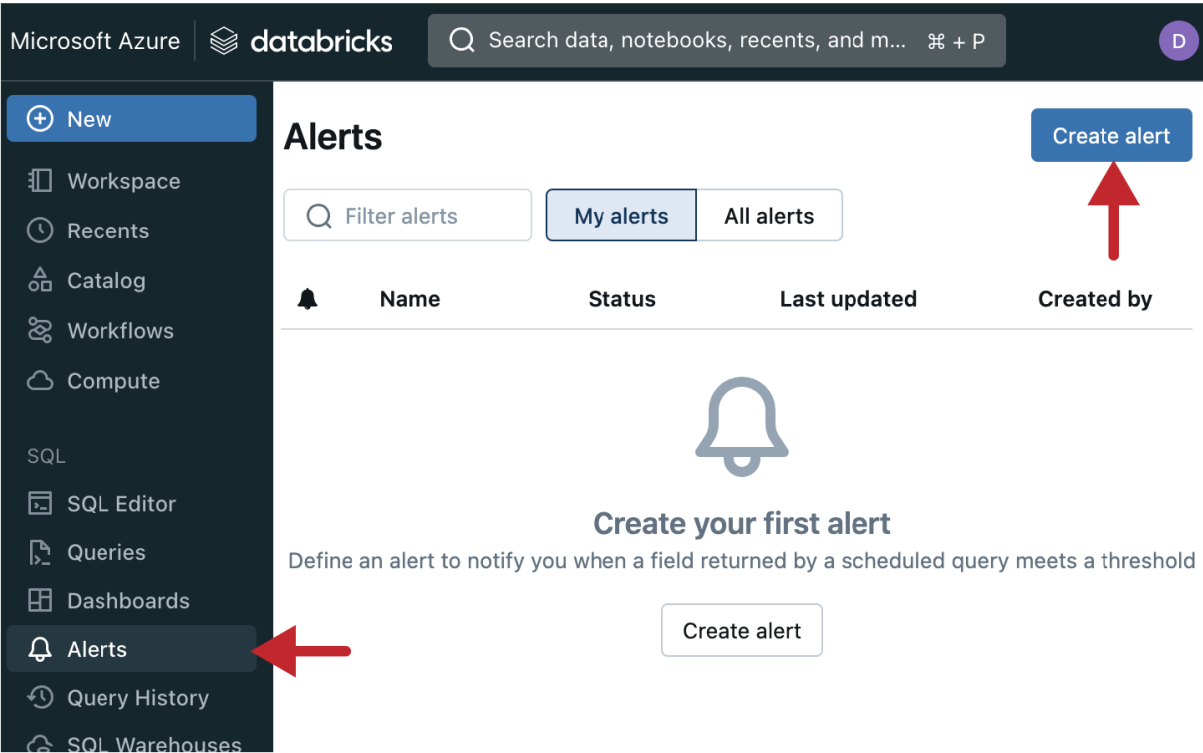 Microsoft Azure databricks Search data, notebooks, recents, and m... ⌘ + P D
New
Workspace
Recents
Catalog
Workflows
Compute
SQL
SQL Editor
Queries
Dashboards
Alerts
Query History
SQL Warehouses
Alerts Create alert
Filter alerts My alerts All alerts
Name Status Last updated Created by
Create your first alert
Define an alert to notify you when a field returned by a scheduled query meets a threshold
Create alert